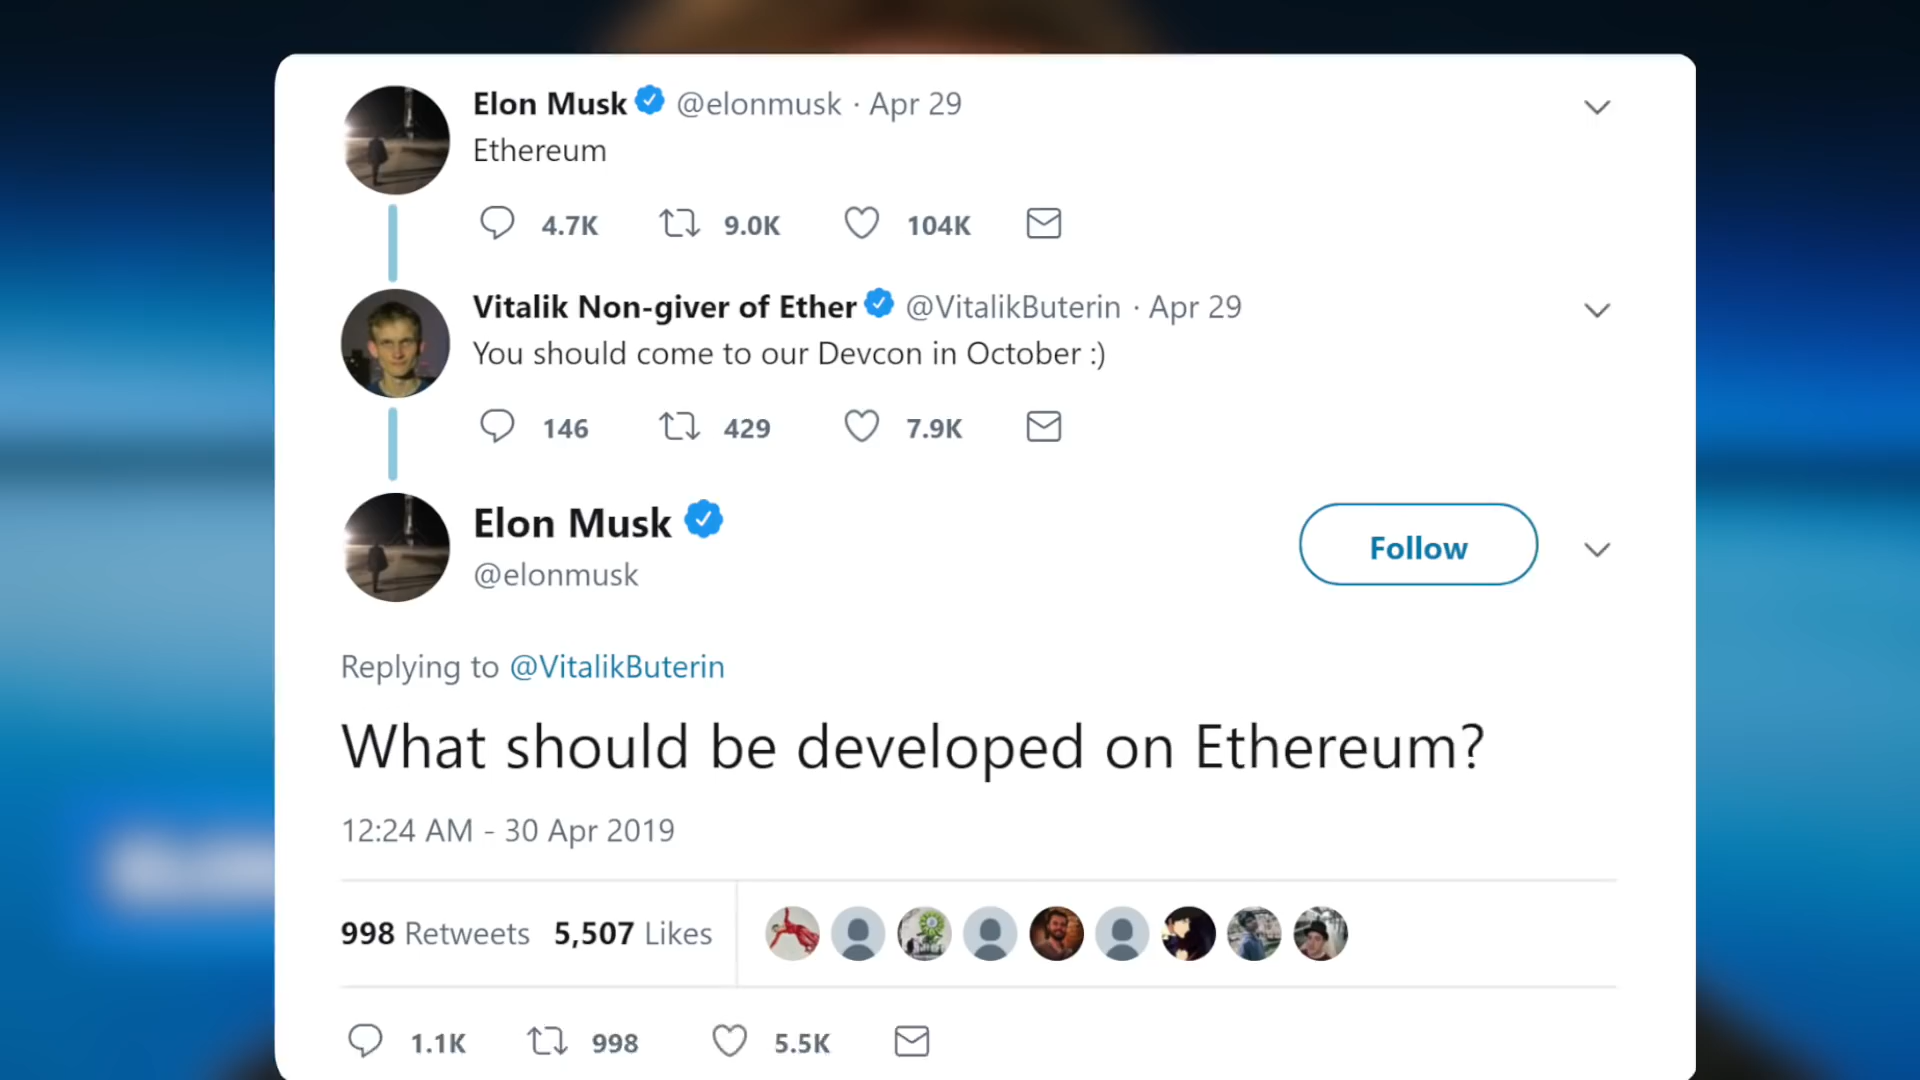 Elon Musk @elonmusk · Apr 29
Ethereum
4.7K 9.0K 104K
Vitalik Non-giver of Ether @VitalikButerin · Apr 29
You should come to our Devcon in October :)
146 429 7.9K
Elon Musk
@elonmusk
Follow
Replying to @VitalikButerin
What should be developed on Ethereum?
12:24 AM - 30 Apr 2019
998 Retweets 5,507 Likes
1.1K 998 5.5K